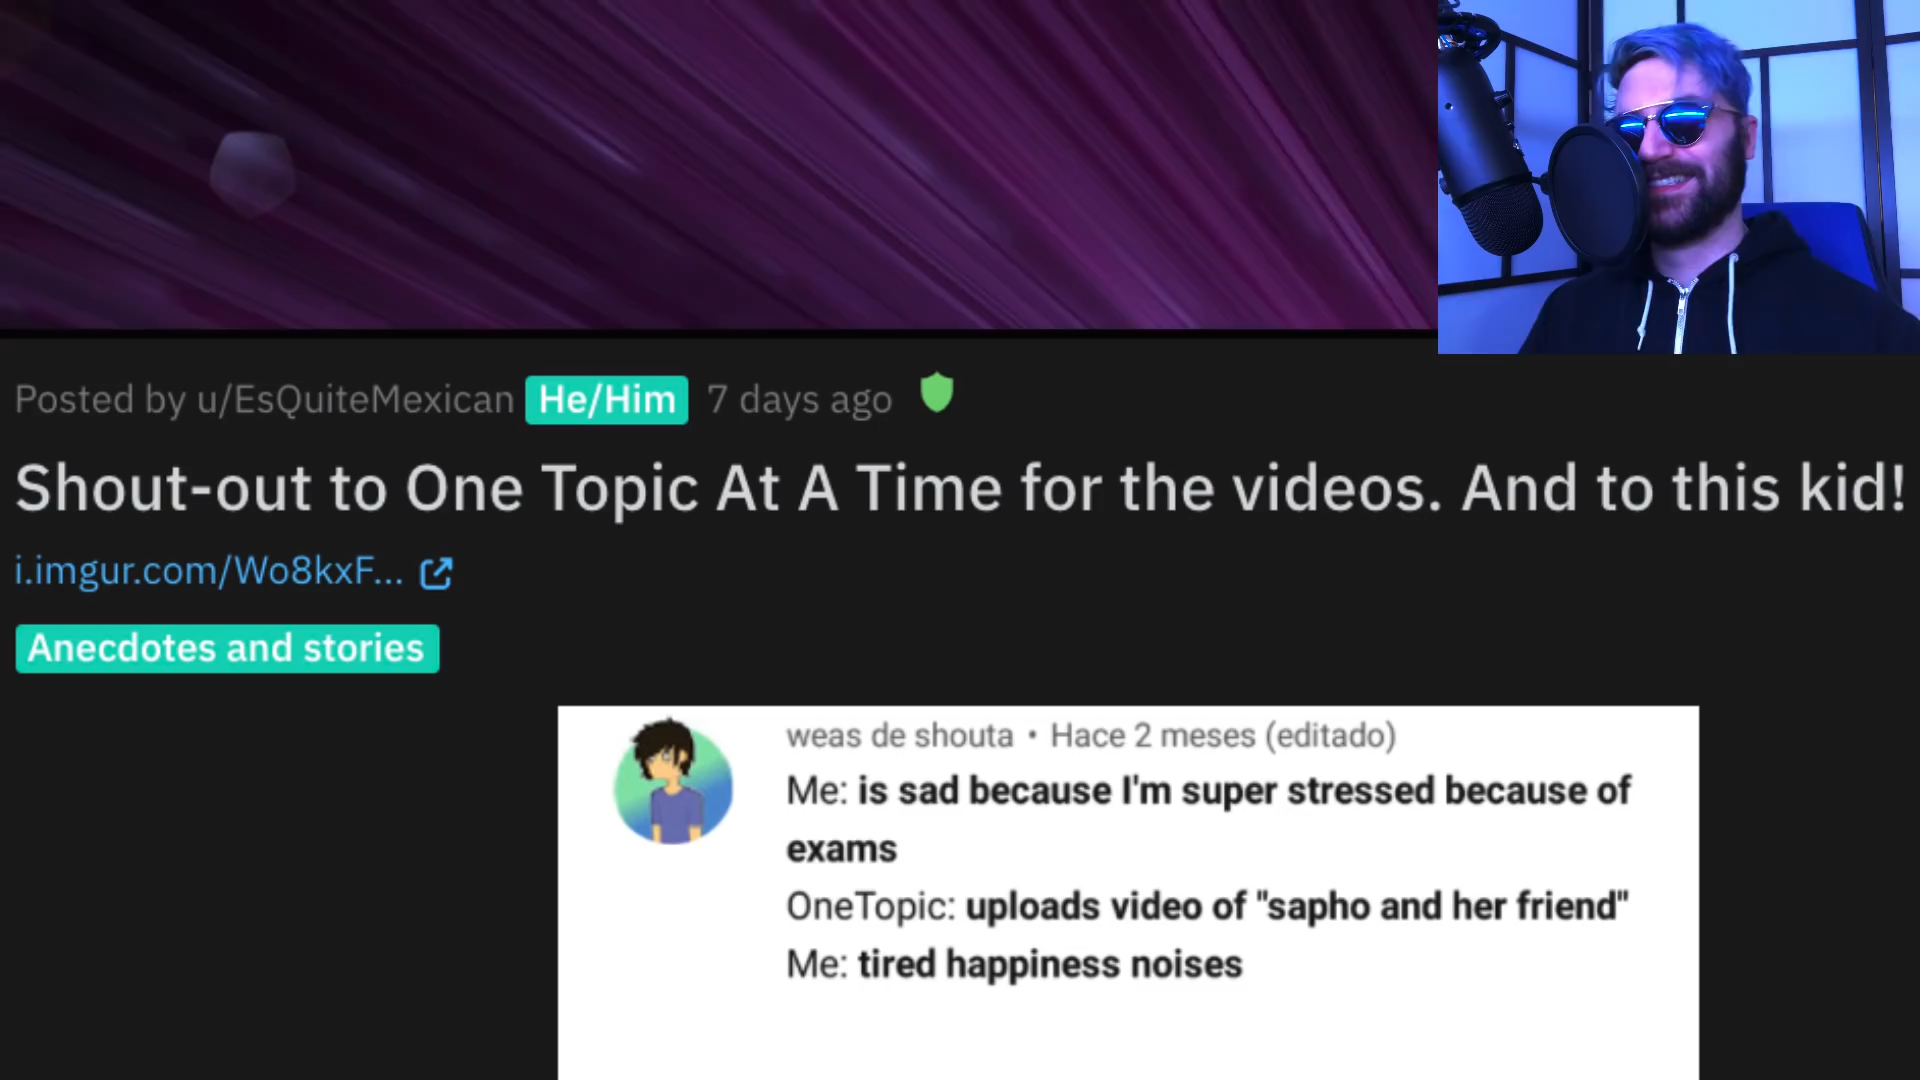 Posted by u/EsQuiteMexican He/Him 7 days ago
Shout-out to One Topic At A Time for the videos. And to this kid!
i.imgur.com/Wo8kxF...
Anecdotes and stories
weas de shouta • Hace 2 meses (editado)
Me: is sad because I'm super stressed because of
exams
OneTopic: uploads video of "sapho and her friend"
Me: tired happiness noises